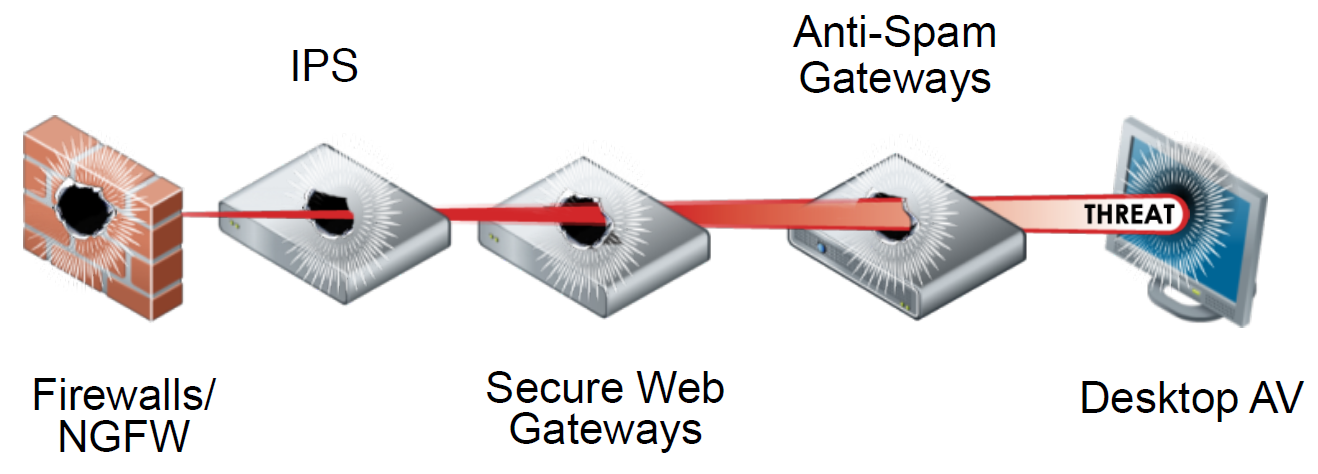 IPS
Anti-Spam
Gateways
THREAT
Firewalls/
NGFW
Secure Web
Gateways
Desktop AV